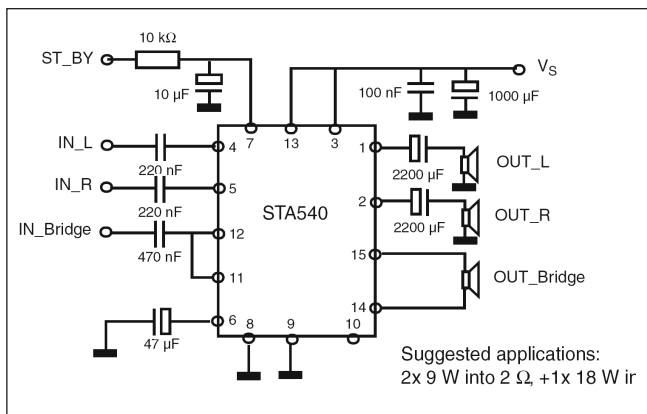 10 kΩ
ST_BY
10 µF
V_S
100 nF
1000 µF
7
13
3
IN_L
4
220 nF
1
2200 µF
OUT_L
IN_R
5
220 nF
STA540
2
2200 µF
OUT_R
IN_Bridge
12
470 nF
11
15
OUT_Bridge
14
6
47 µF
8
9
10
Suggested applications:
2x 9 W into 2 Ω, +1x 18 W in